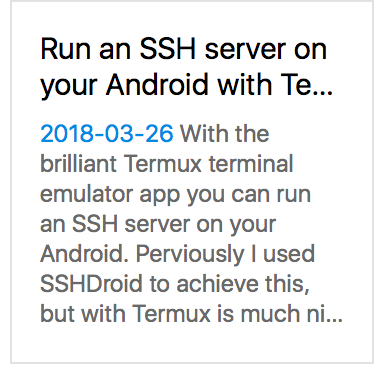 Run an SSH server on
your Android with Te...
2018-03-26 With the
brilliant Termux terminal
emulator app you can run
an SSH server on your
Android. Perviously I used
SSHDroid to achieve this,
but with Termux is much ni...